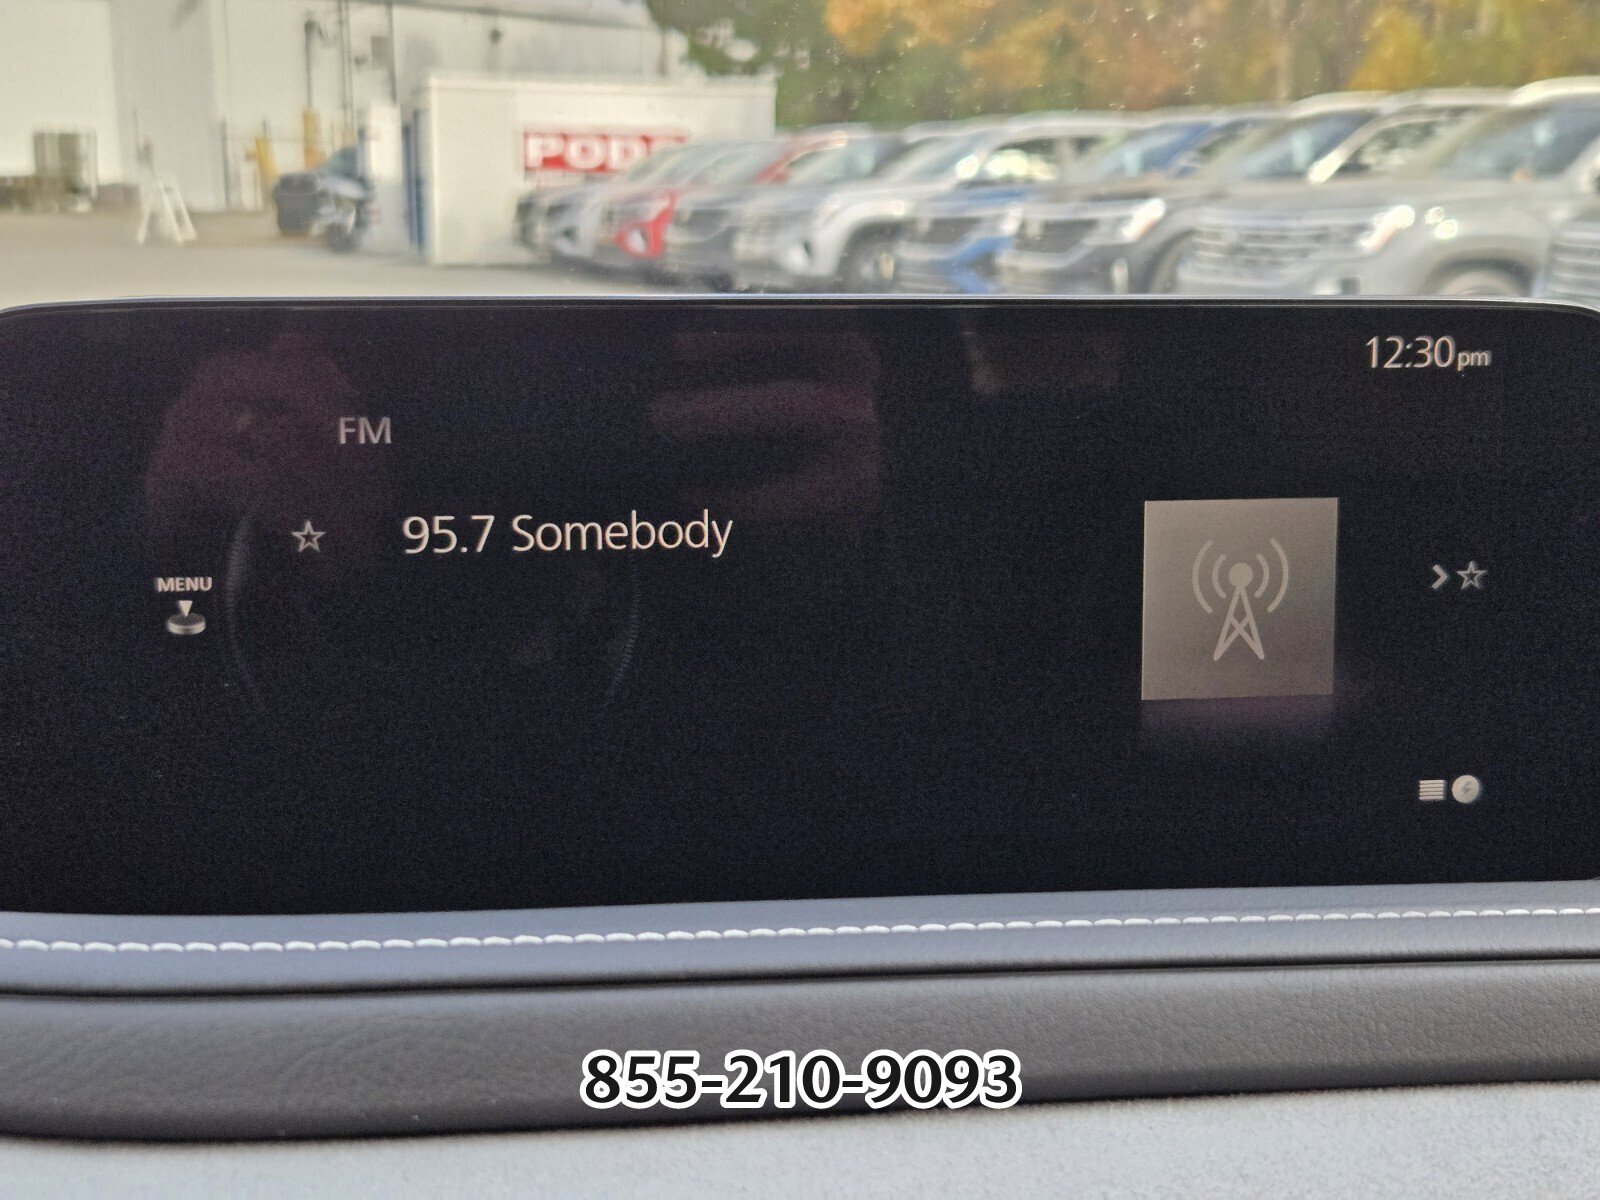 PODS
12:30pm
FM
95.7 Somebody
MENU
855-210-9093